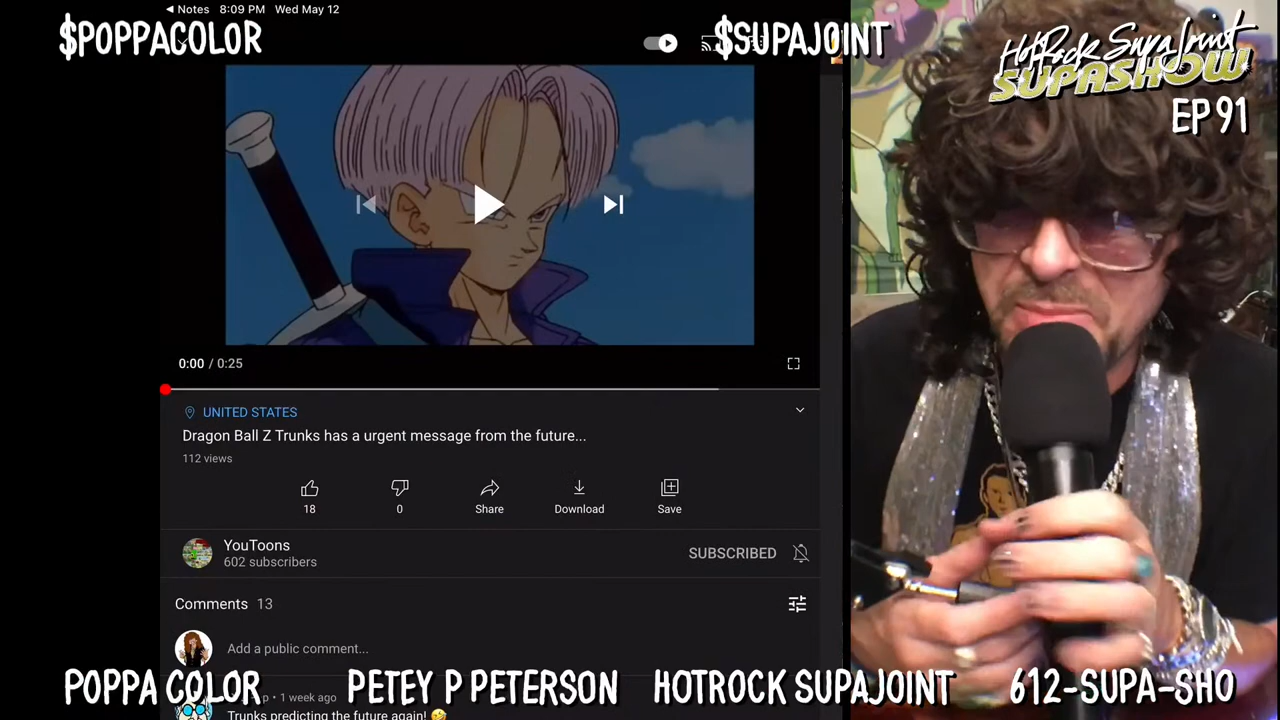 Notes 8:09 PM Wed May 12
$POPPACOLOR
$SUPAJOINT
HotRock SupaJoint
SUPASHOW
EP 91
0:00 / 0:25
UNITED STATES
Dragon Ball Z Trunks has a urgent message from the future...
112 views
18
0
Share
Download
Save
YouToons
602 subscribers
SUBSCRIBED
Comments 13
Add a public comment...
p • 1 week ago
Trunks predicting the future again! 🤣
POPPA COLOR
PETEY P PETERSON
HOTROCK SUPAJOINT
612-SUPA-SHO